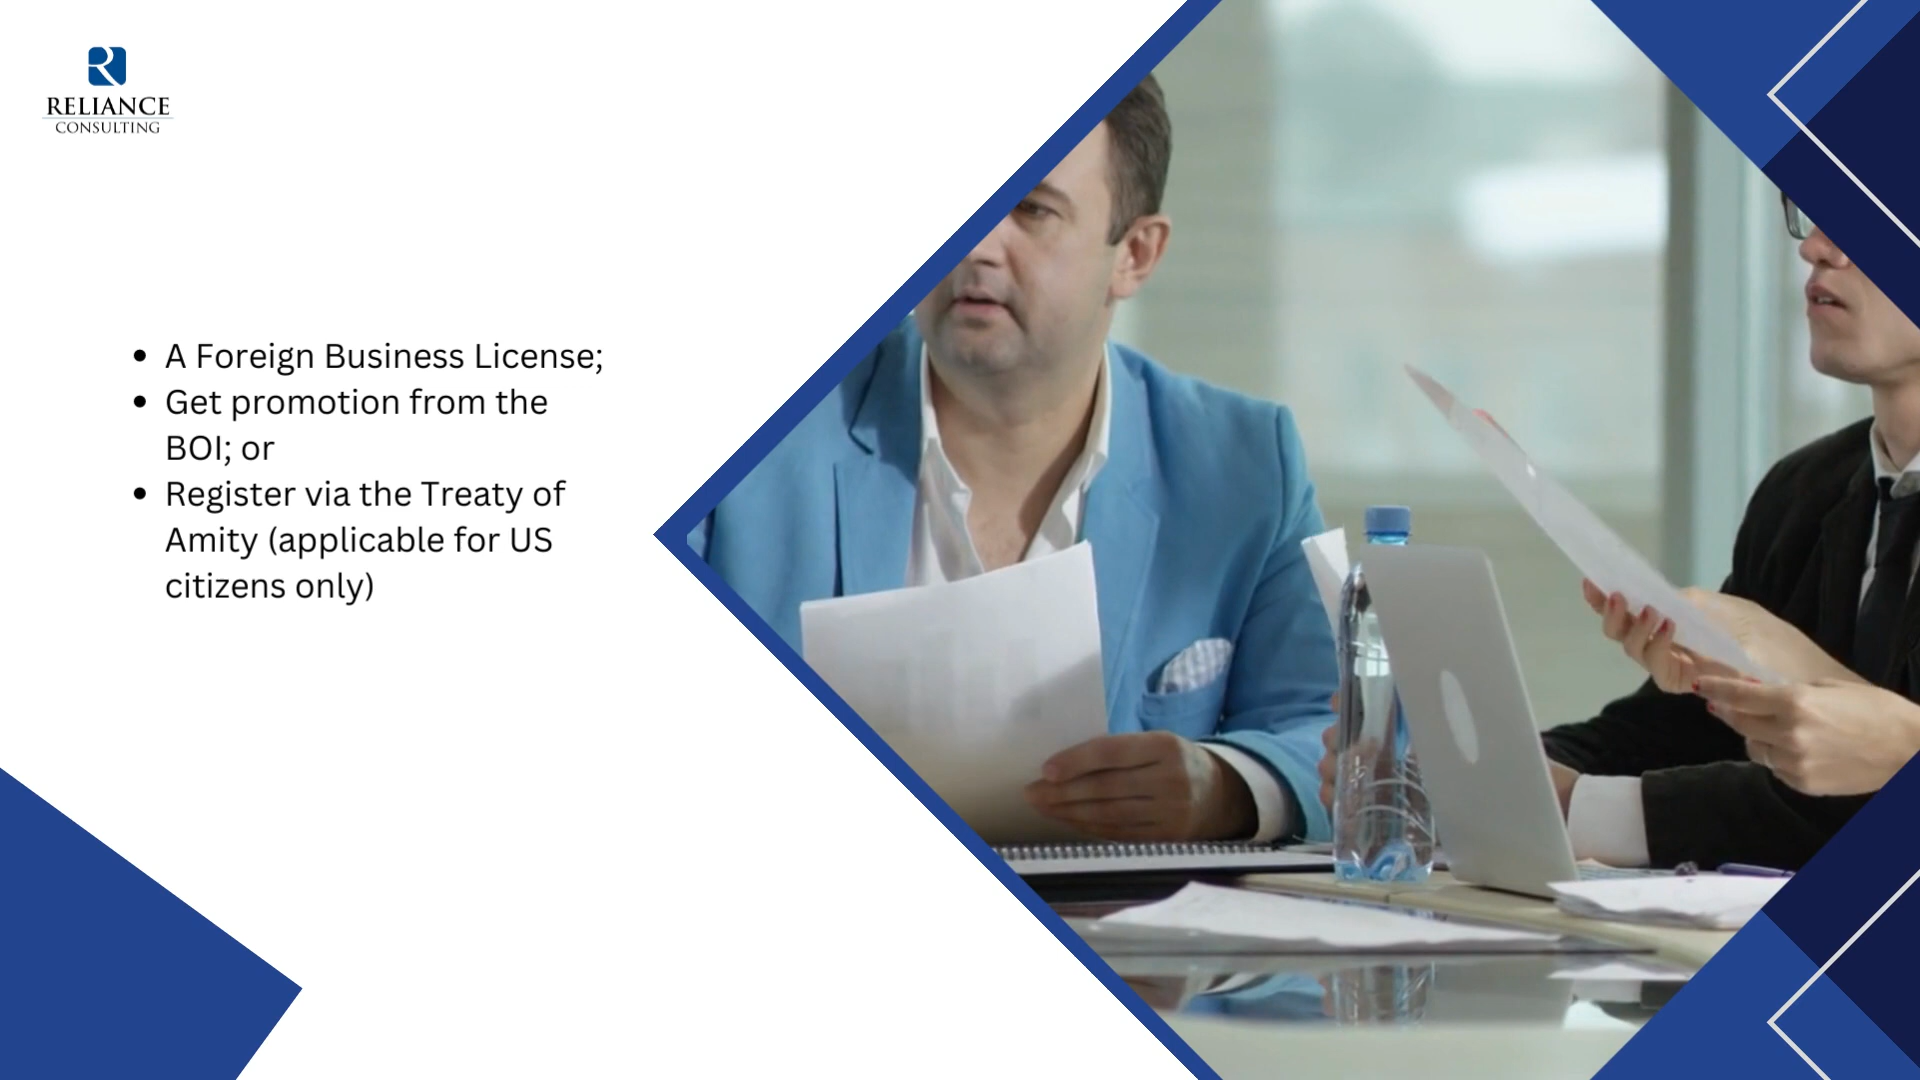 RELIANCE
CONSULTING
• A Foreign Business License;
• Get promotion from the
BOI; or
• Register via the Treaty of
Amity (applicable for US
citizens only)